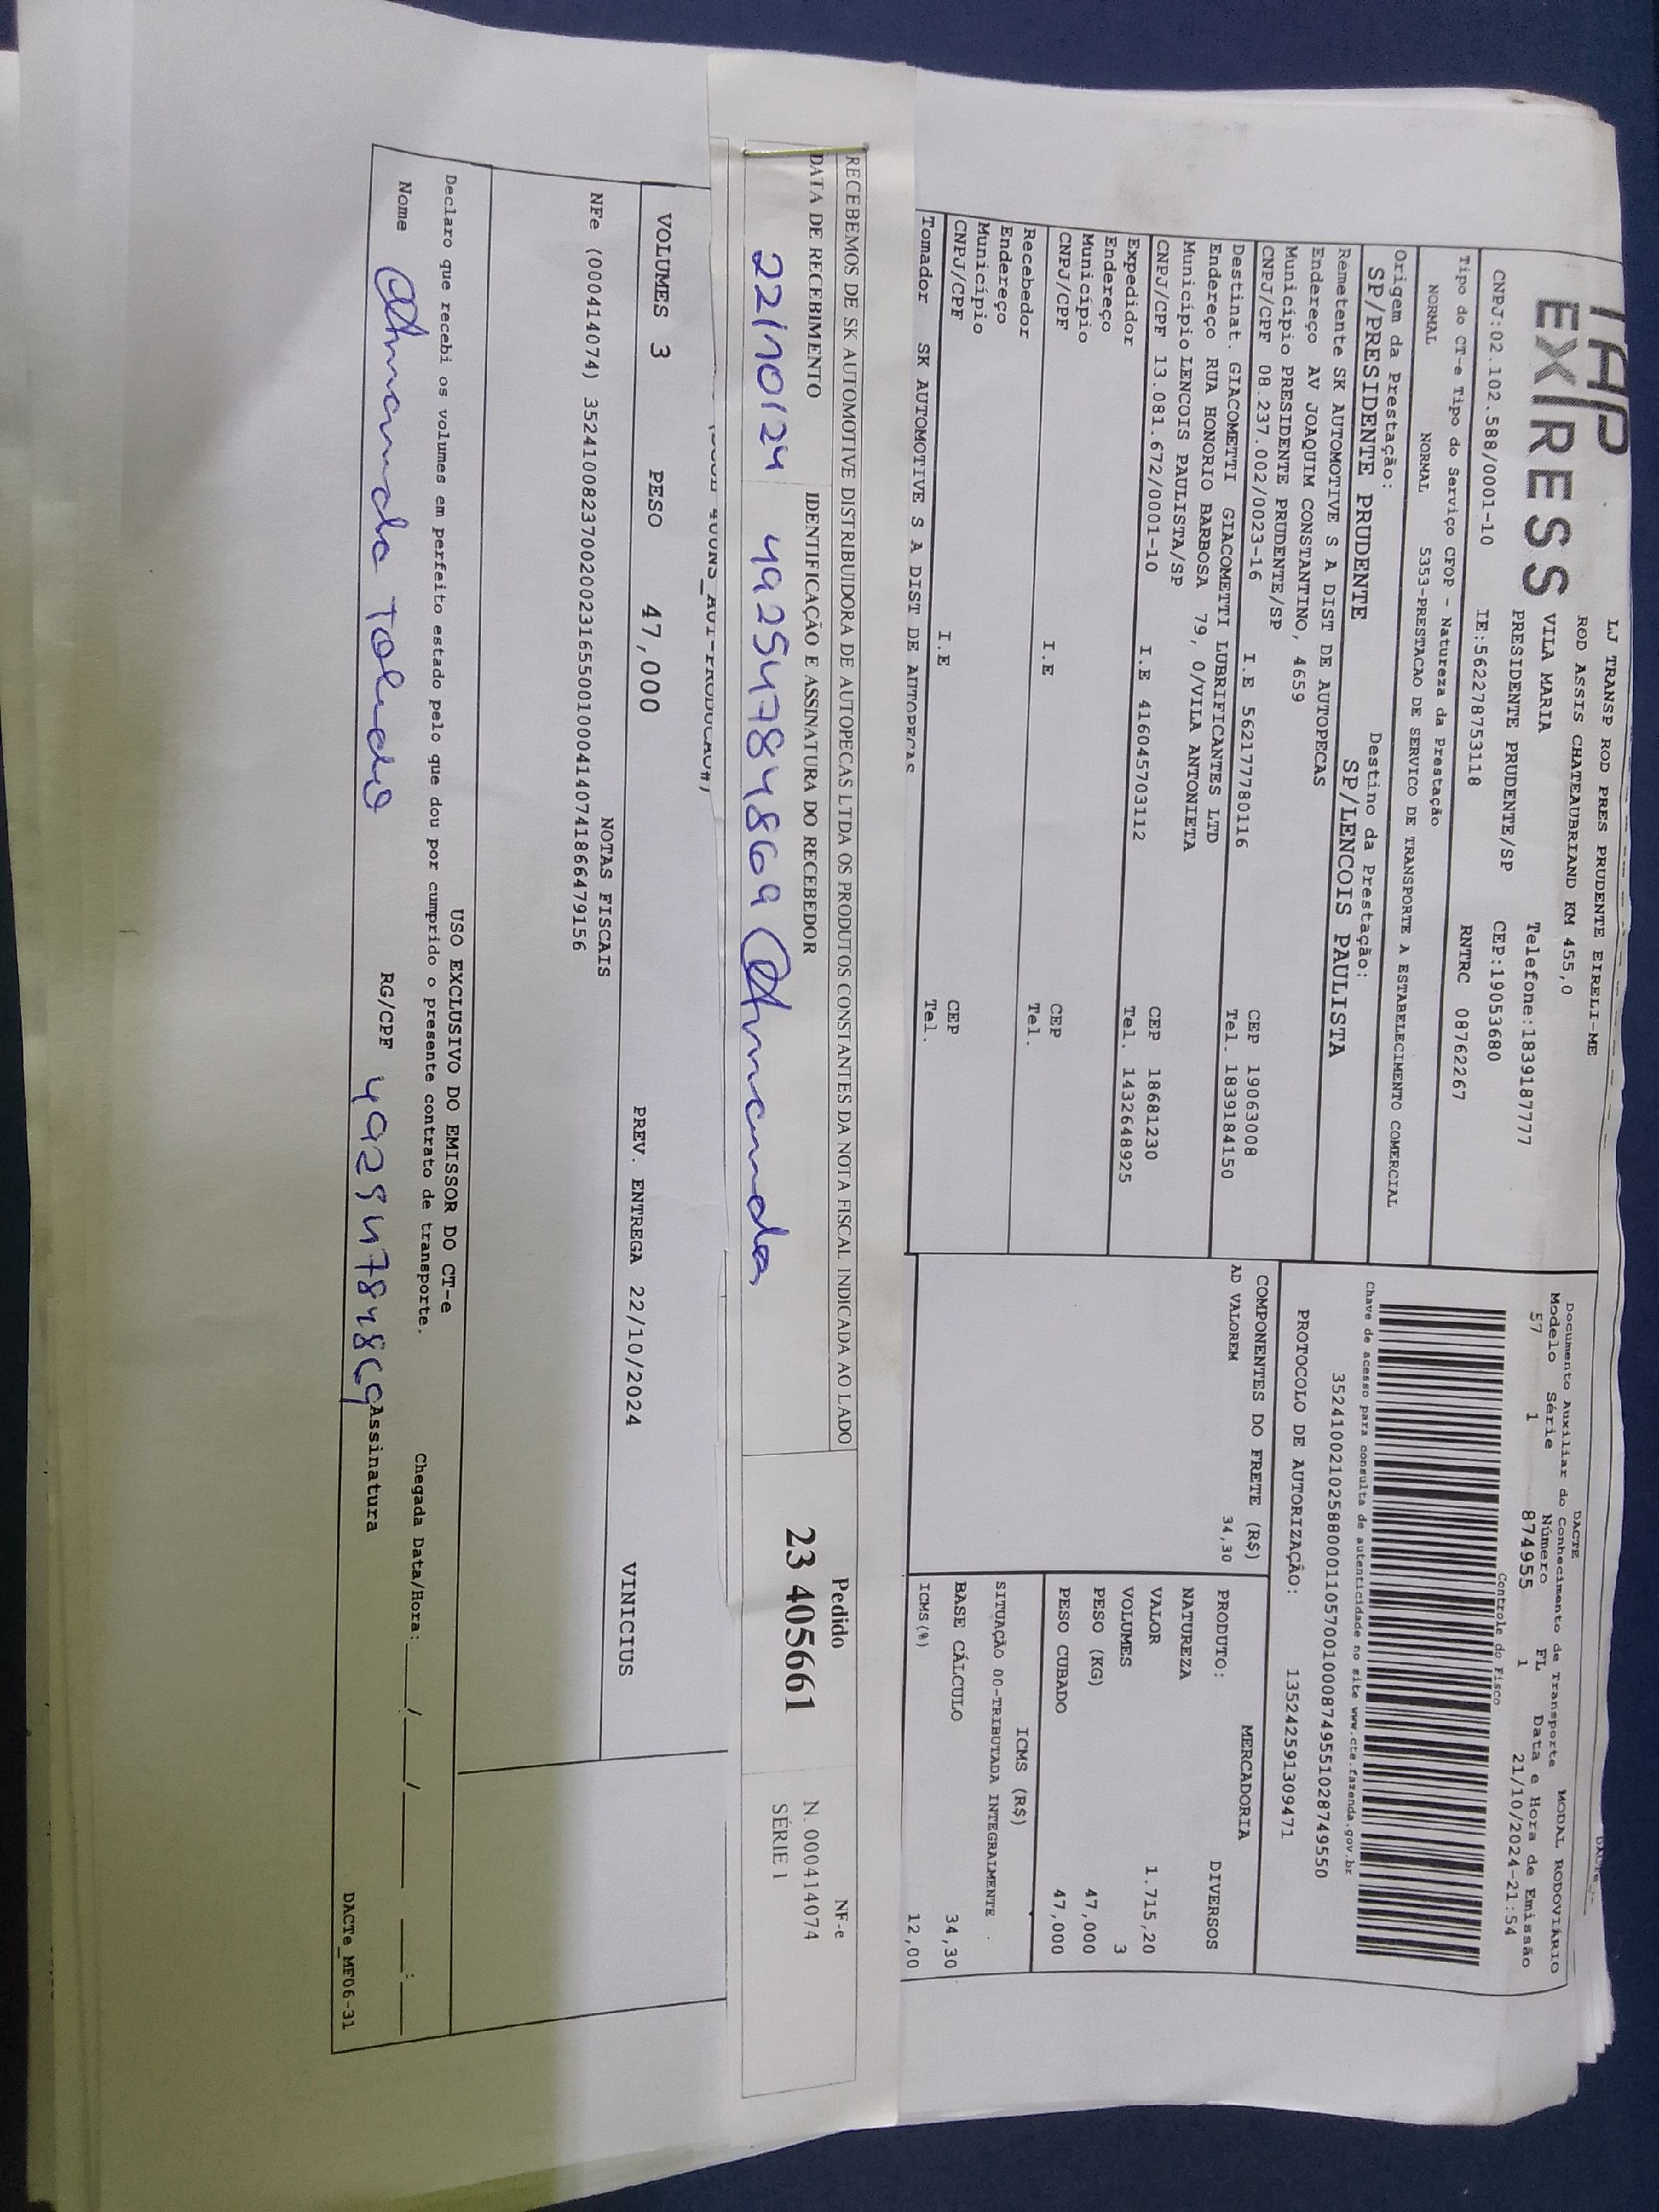 TAP
EXPRESS
LJ TRANSP ROD PRES PRUDENTE EIRELI-ME
ROD ASSIS CHATEAUBRIAND KM 455,0
VILA MARIA Telefone:1839187777
PRESIDENTE PRUDENTE/SP CEP:19053680
CNPJ:02.102.588/0001-10 IE:562278753118 RNTRC 08762267
Tipo do CT-e Tipo do Serviço CFOP - Natureza da Prestação
NORMAL NORMAL 5353-PRESTACAO DE SERVICO DE TRANSPORTE A ESTABELECIMENTO COMERCIAL
Origem da Prestação: Destino da Prestação:
SP/PRESIDENTE PRUDENTE SP/LENCOIS PAULISTA
Remetente SK AUTOMOTIVE S A DIST DE AUTOPECAS
Endereço AV JOAQUIM CONSTANTINO, 4659
Município PRESIDENTE PRUDENTE/SP CEP 19063008
CNPJ/CPF 08.237.002/0023-16 I.E 562177780116 Tel. 1839184150
Destinat. GIACOMETTI GIACOMETTI LUBRIFICANTES LTD
Endereço RUA HONORIO BARBOSA 79, 0/VILA ANTONIETA
Município LENCOIS PAULISTA/SP CEP 18681230
CNPJ/CPF 13.081.672/0001-10 I.E 416045703112 Tel. 1432648925
Expedidor
Endereço
Município CEP
CNPJ/CPF I.E Tel.
Recebedor
Endereço
Município CEP
CNPJ/CPF I.E Tel.
Tomador SK AUTOMOTIVE S A DIST DE AUTOPECAS
DACTE
Documento Auxiliar do Conhecimento de Transporte MODAL RODOVIÁRIO
Modelo Série Número FL Data e Hora de Emissão
57 1 874955 1 21/10/2024-21:54
Controle do Fisco
Chave de acesso para consulta de autenticidade no site www.cte.fazenda.gov.br
35241002102588000110570010008749551028749550
PROTOCOLO DE AUTORIZAÇÃO: 135242591309471
COMPONENTES DO FRETE (R$)
AD VALOREM 34,30
MERCADORIA
PRODUTO: DIVERSOS
NATUREZA
VALOR 1.715,20
VOLUMES 3
PESO (KG) 47,000
PESO CUBADO 47,000
ICMS (R$)
SITUAÇÃO 00-TRIBUTADA INTEGRALMENTE
BASE CÁLCULO 34,30
ICMS(%) 12,00
RECEBEMOS DE SK AUTOMOTIVE DISTRIBUIDORA DE AUTOPECAS LTDA OS PRODUTOS CONSTANTES DA NOTA FISCAL INDICADA AO LADO
DATA DE RECEBIMENTO IDENTIFICAÇÃO E ASSINATURA DO RECEBEDOR
22/10/24 49254784869 Amanda
Pedido
23 405661
NF-e
N. 000414074
SÉRIE 1
VOLUMES 3 PESO 47,000 PREV. ENTREGA 22/10/2024 VINICIUS
NOTAS FISCAIS
NFe (000414074) 35241008237002002316550010004140741866479156
USO EXCLUSIVO DO EMISSOR DO CT-e
Declaro que recebi os volumes em perfeito estado pelo que dou por cumprido o presente contrato de transporte. Chegada Data/Hora:____/___/_____ ___:___
Nome Amanda Toledo RG/CPF 49254784869 Assinatura
DACTe_MF06-31